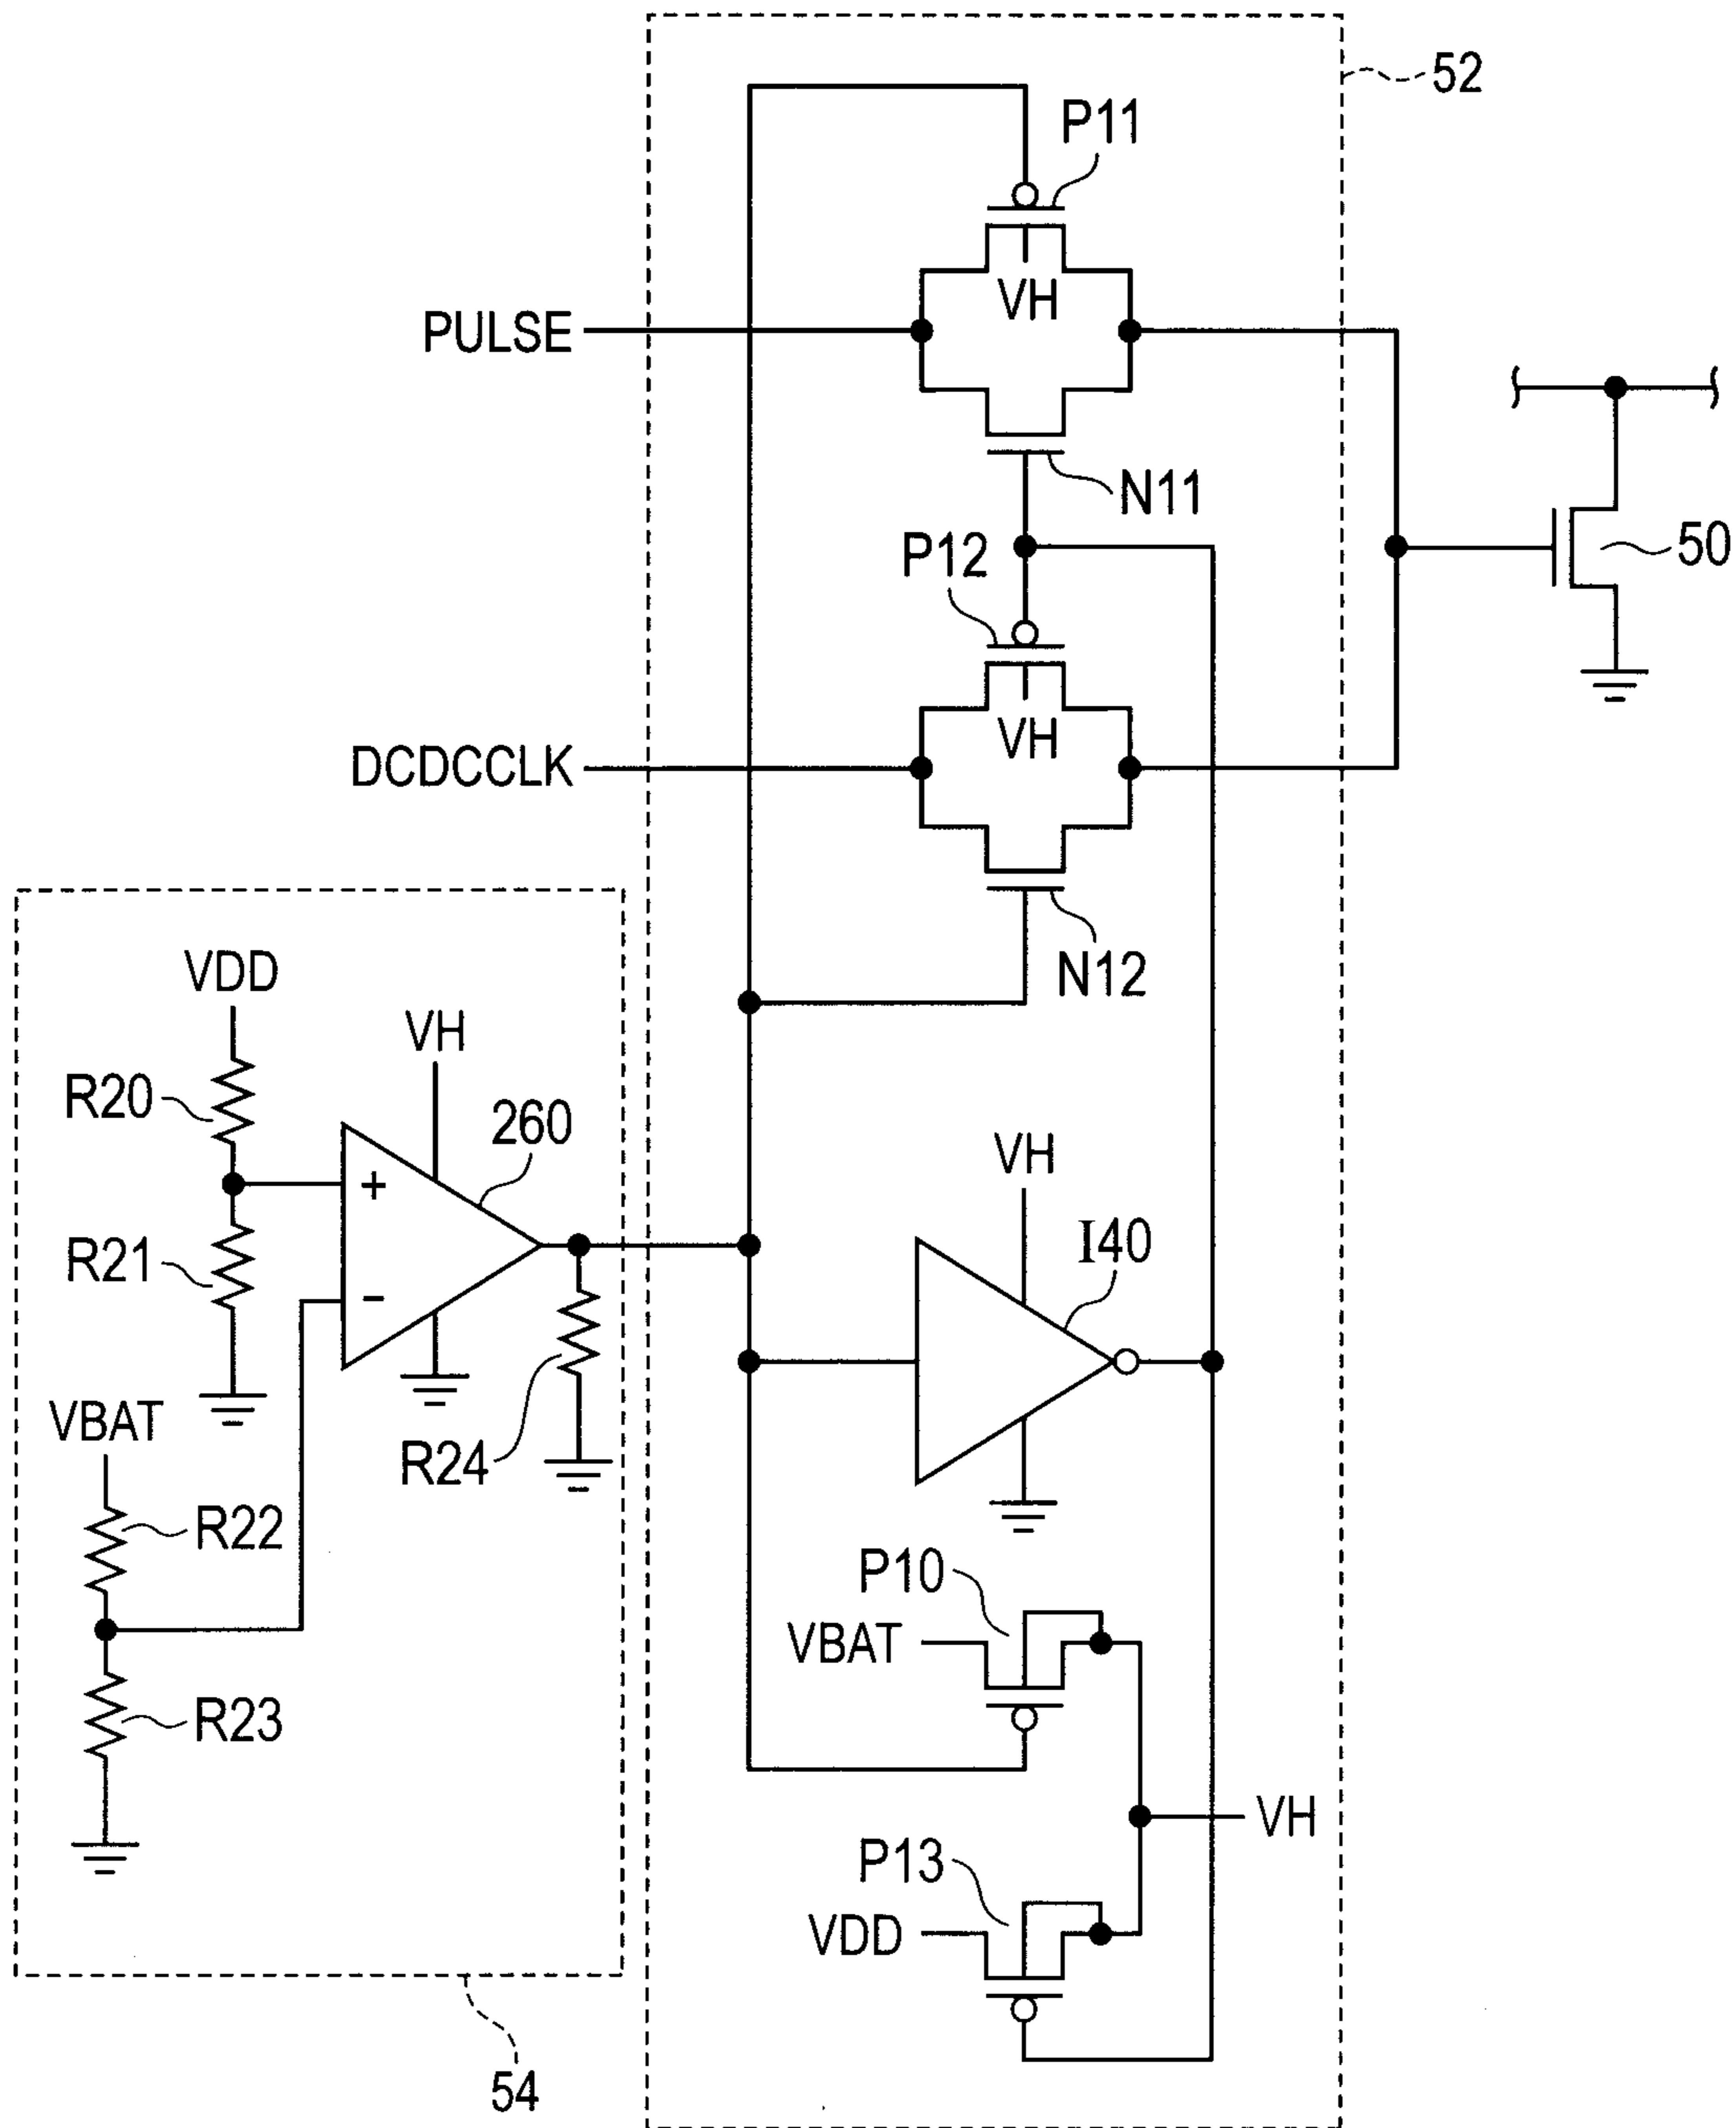 52
P11
VH
PULSE
N11
P12
50
VH
DCDCCLK
N12
VDD
VH
R20
260
+
VH
R21
I40
-
VBAT
R24
R22
P10
VBAT
R23
VH
P13
VDD
54